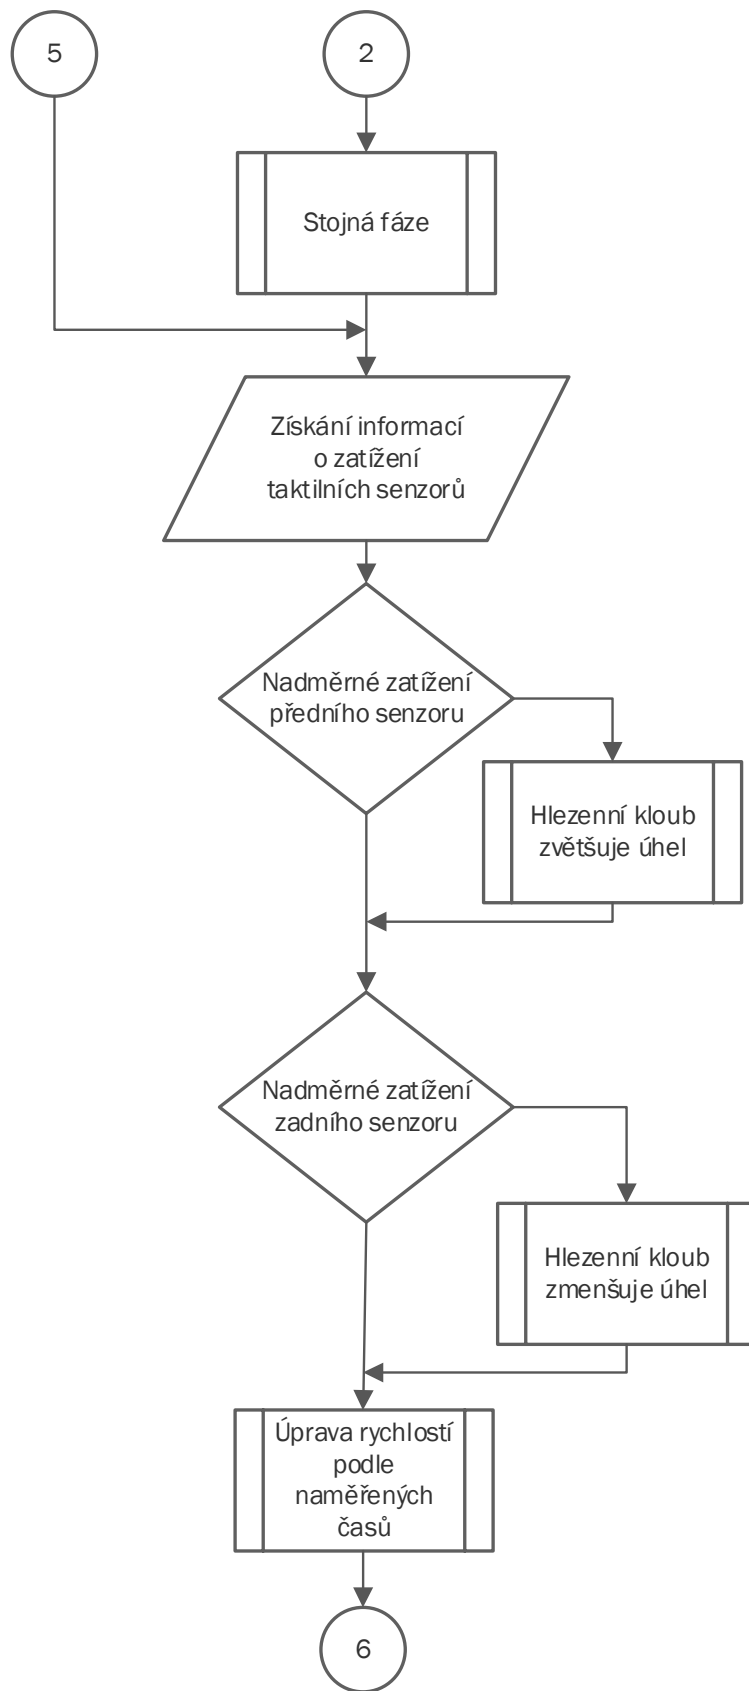 5
2
Stojná fáze
Získání informací
o zatížení
taktilních senzorů
Nadměrné zatížení
předního senzoru
Hlezenní kloub
zvětšuje úhel
Nadměrné zatížení
zadního senzoru
Hlezenní kloub
zmenšuje úhel
Úprava rychlostí
podle
naměřených
časů
6